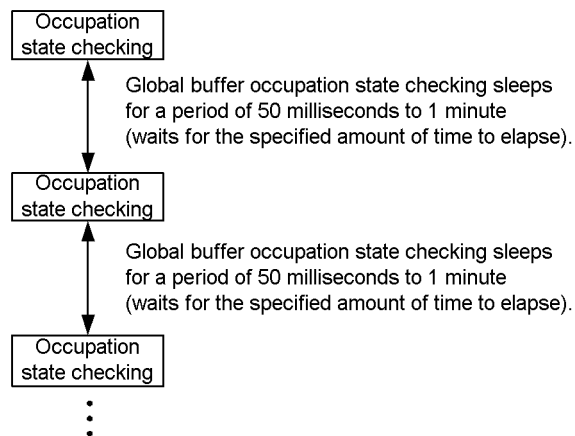 Occupation
state checking
Global buffer occupation state checking sleeps
for a period of 50 milliseconds to 1 minute
(waits for the specified amount of time to elapse).
Occupation
state checking
Global buffer occupation state checking sleeps
for a period of 50 milliseconds to 1 minute
(waits for the specified amount of time to elapse).
Occupation
state checking